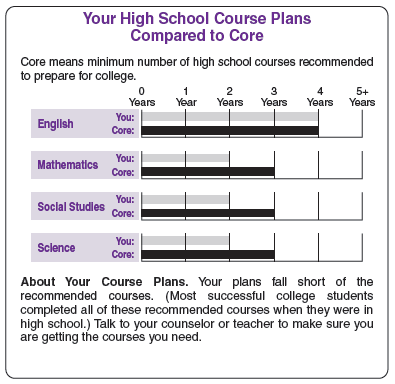 Your High School Course Plans
Compared to Core
Core means minimum number of high school courses recommended
to prepare for college.
0 1 2 3 4 5+
Years Year Years Years Years Years
English You:
Core:
Mathematics You:
Core:
Social Studies You:
Core:
Science You:
Core:
About Your Course Plans. Your plans fall short of the
recommended courses. (Most successful college students
completed all of these recommended courses when they were in
high school.) Talk to your counselor or teacher to make sure you
are getting the courses you need.